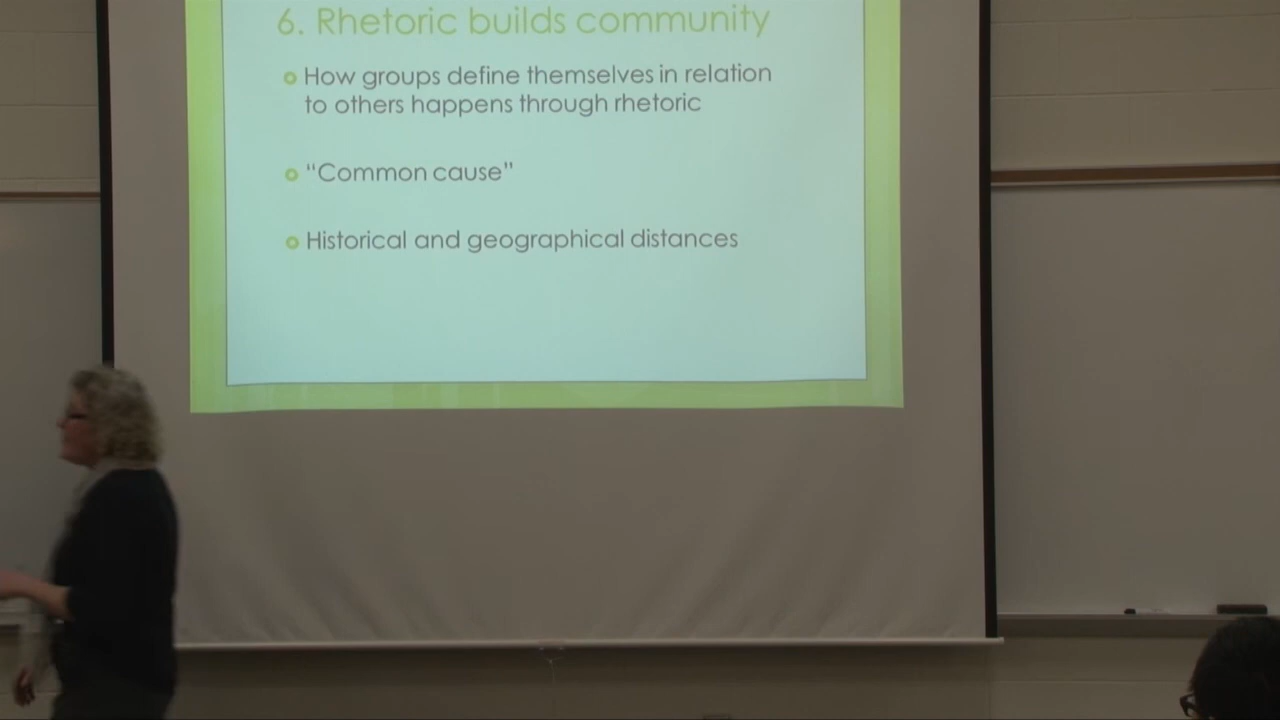 6. Rhetoric builds community
How groups define themselves in relation
to others happens through rhetoric
“Common cause”
Historical and geographical distances